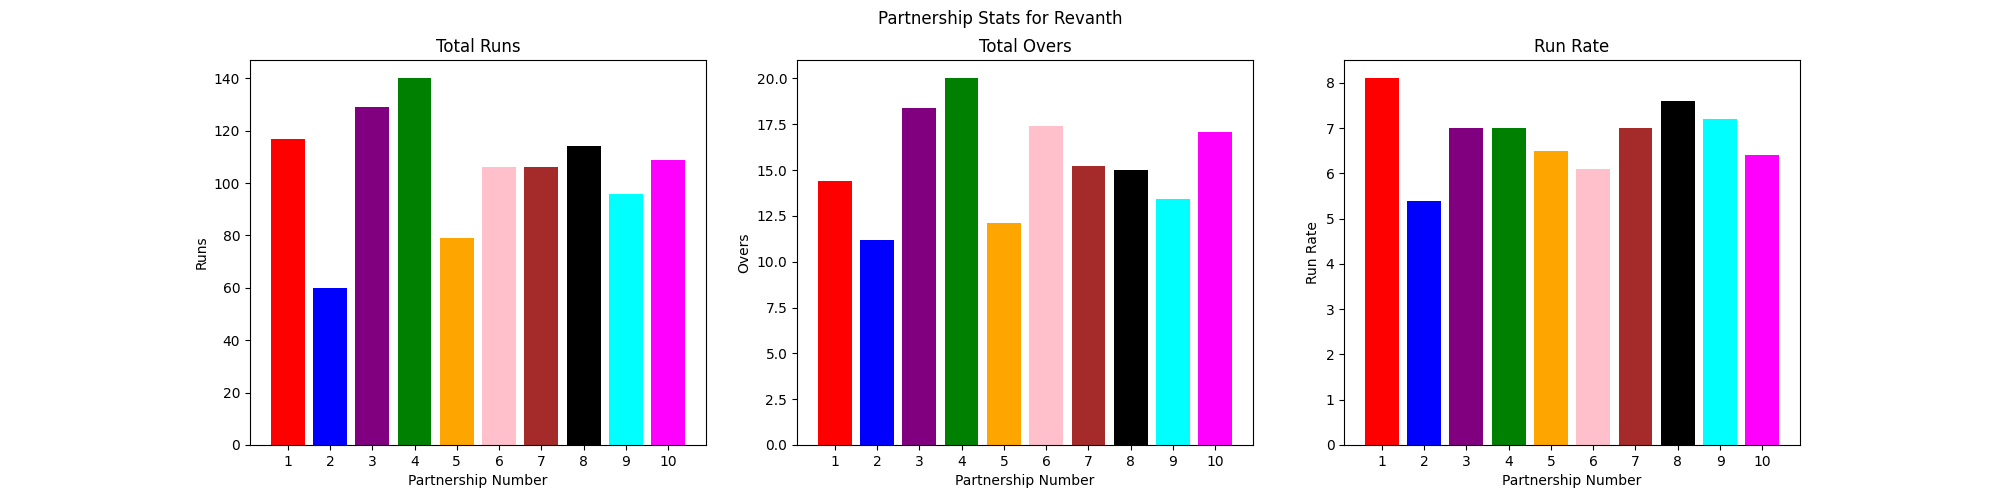 Partnership Stats for Revanth
Total Runs
Runs
140
120
100
80
60
40
20
0
1 2 3 4 5 6 7 8 9 10
Partnership Number
Total Overs
Overs
20.0
17.5
15.0
12.5
10.0
7.5
5.0
2.5
0.0
1 2 3 4 5 6 7 8 9 10
Partnership Number
Run Rate
Run Rate
8
7
6
5
4
3
2
1
0
1 2 3 4 5 6 7 8 9 10
Partnership Number